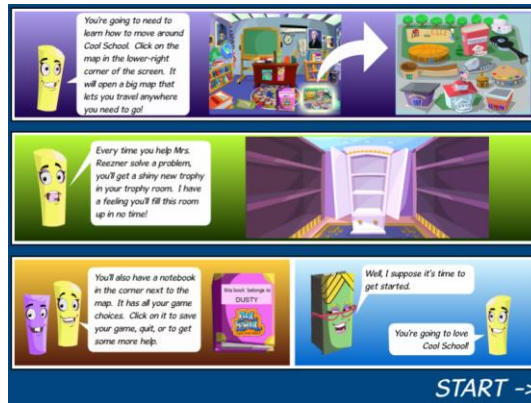 You're going to need to
learn how to move around
Cool School. Click on the
map in the lower-right
corner of the screen. It
will open a big map that
lets you travel anywhere
you need to go!
Every time you help Mrs.
Reezner solve a problem,
you'll get a shiny new trophy
in your trophy room. I have
a feeling you'll fill this room
up in no time!
You'll also have a notebook
in the corner next to the
map. It has all your game
choices. Click on it to save
your game, quit, or to get
some more help.
this book belongs to
DUSTY
Well, I suppose it's time to
get started.
You're going to love
Cool School!
START ->